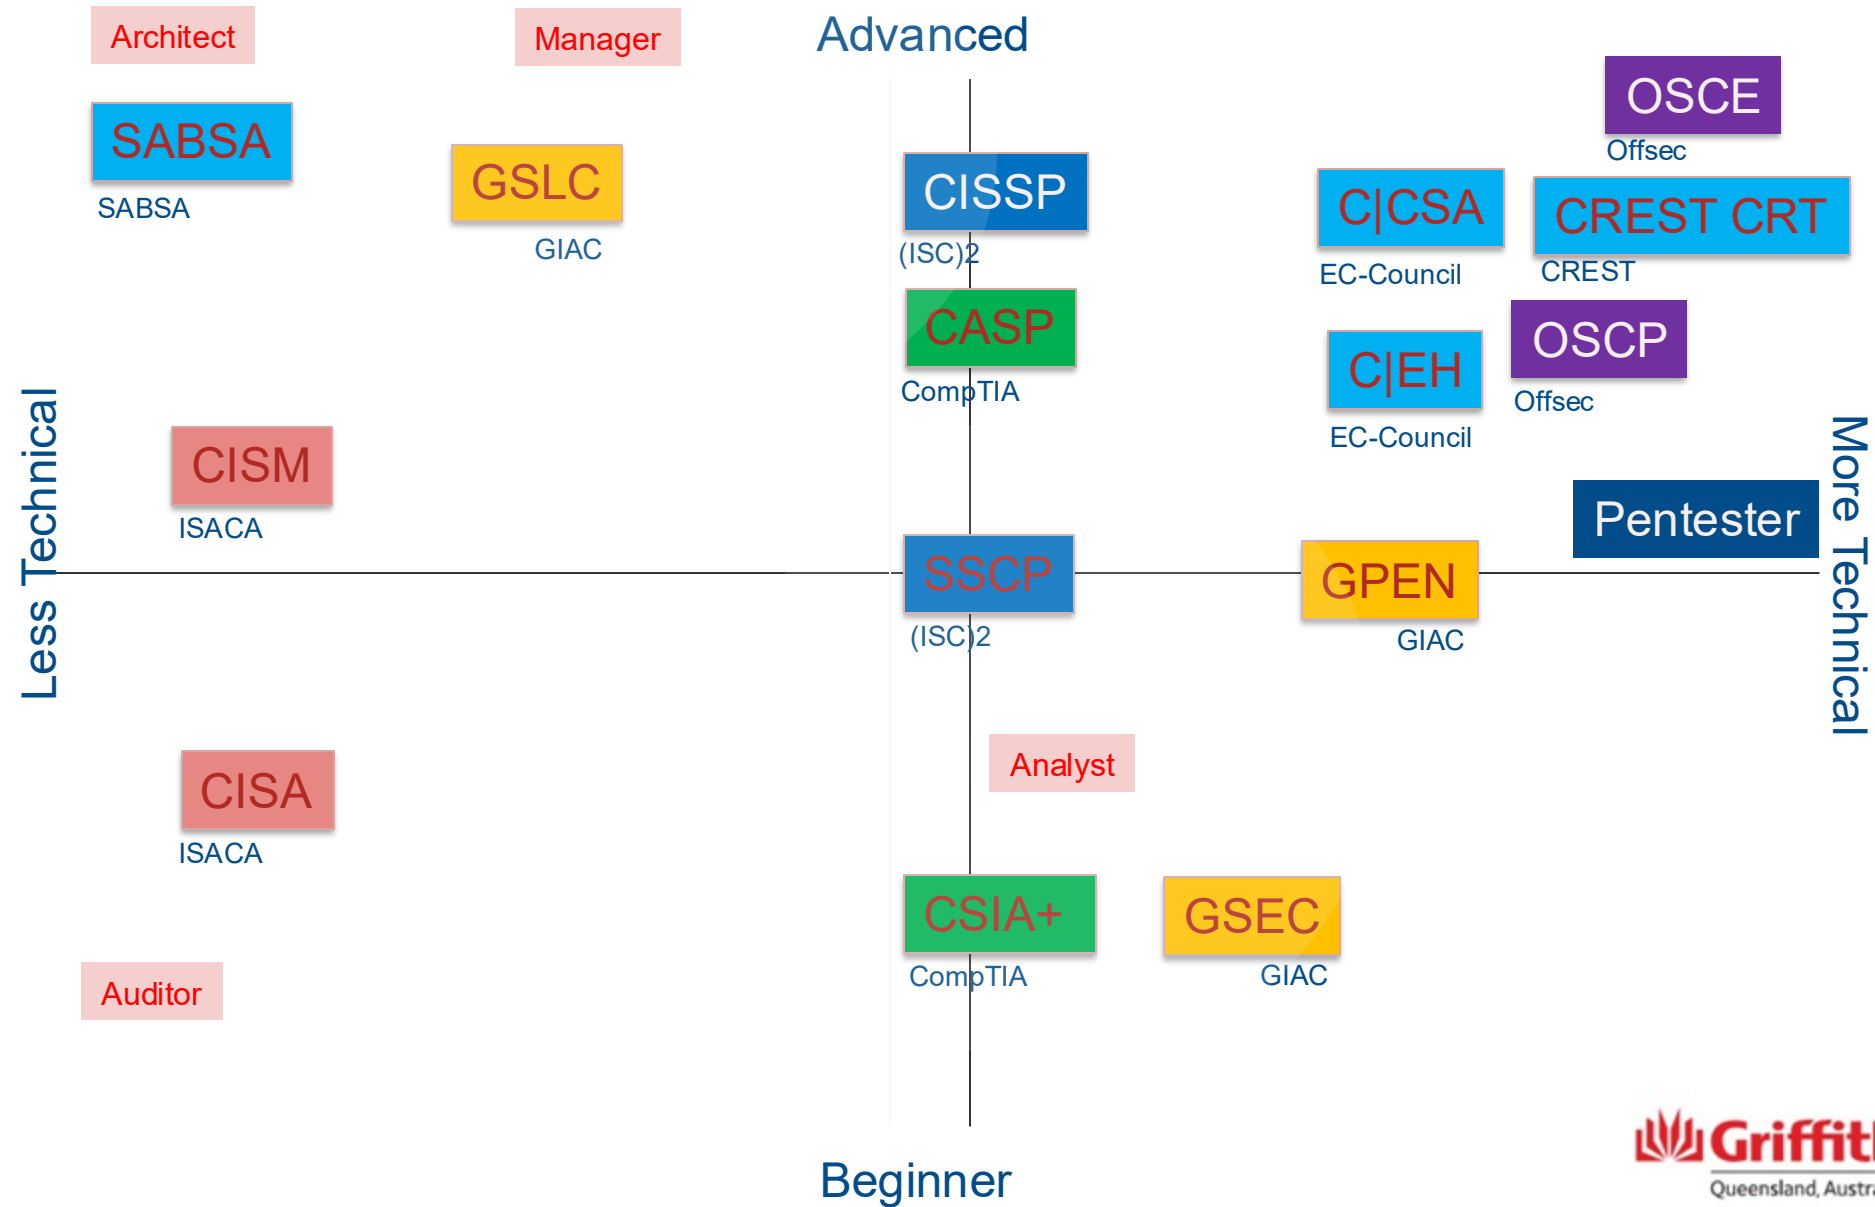 Architect
Manager
Advanced
OSCE
Offsec
SABSA
SABSA
GSLC
GIAC
CISSP
(ISC)2
C|CSA
EC-Council
CREST CRT
CREST
CASP
CompTIA
C|EH
EC-Council
OSCP
Offsec
Less Technical
More Technical
CISM
ISACA
Pentester
SSCP
(ISC)2
GPEN
GIAC
Analyst
CISA
ISACA
CSIA+
CompTIA
GSEC
GIAC
Auditor
Beginner
Griffith
Queensland, Austra